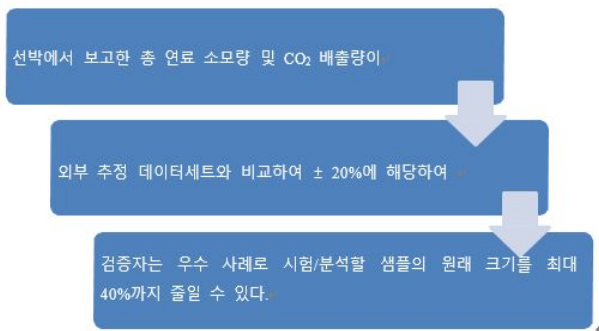 선박에서 보고한 총 연료 소모량 및 CO₂ 배출량이
외부 추정 데이터세트와 비교하여 ± 20%에 해당하여
검증자는 우수 사례로 시험/분석할 샘플의 원래 크기를 최대
40%까지 줄일 수 있다.